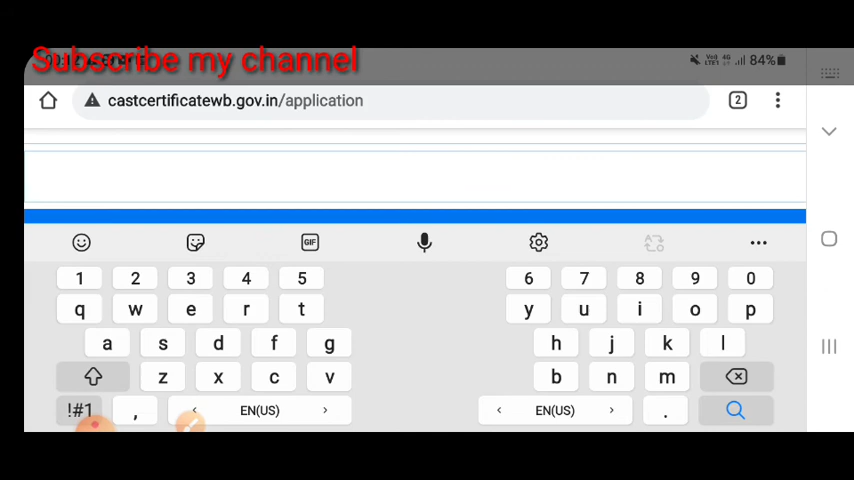 Subscribe my channel
84%
castcertificatewb.gov.in/application
2
GIF
1 2 3 4 5 6 7 8 9 0
q w e r t y u i o p
a s d f g h j k l
z x c v b n m
!#1 , < EN(US) > < EN(US) > .